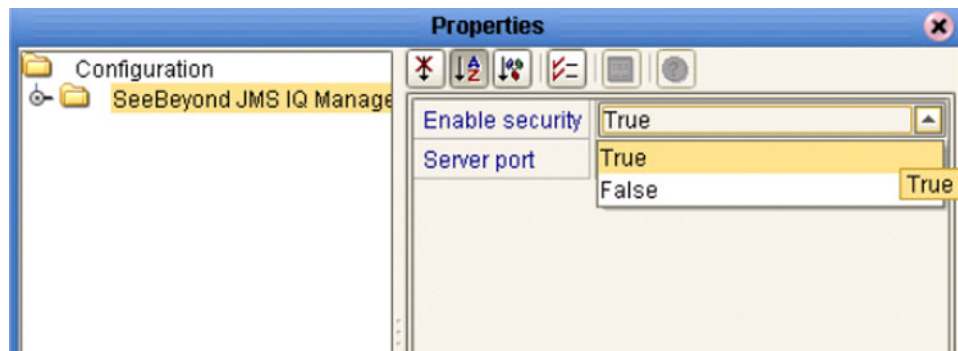 Properties
Configuration
SeeBeyond JMS IQ Manage
Enable security True
Server port
True
False
True